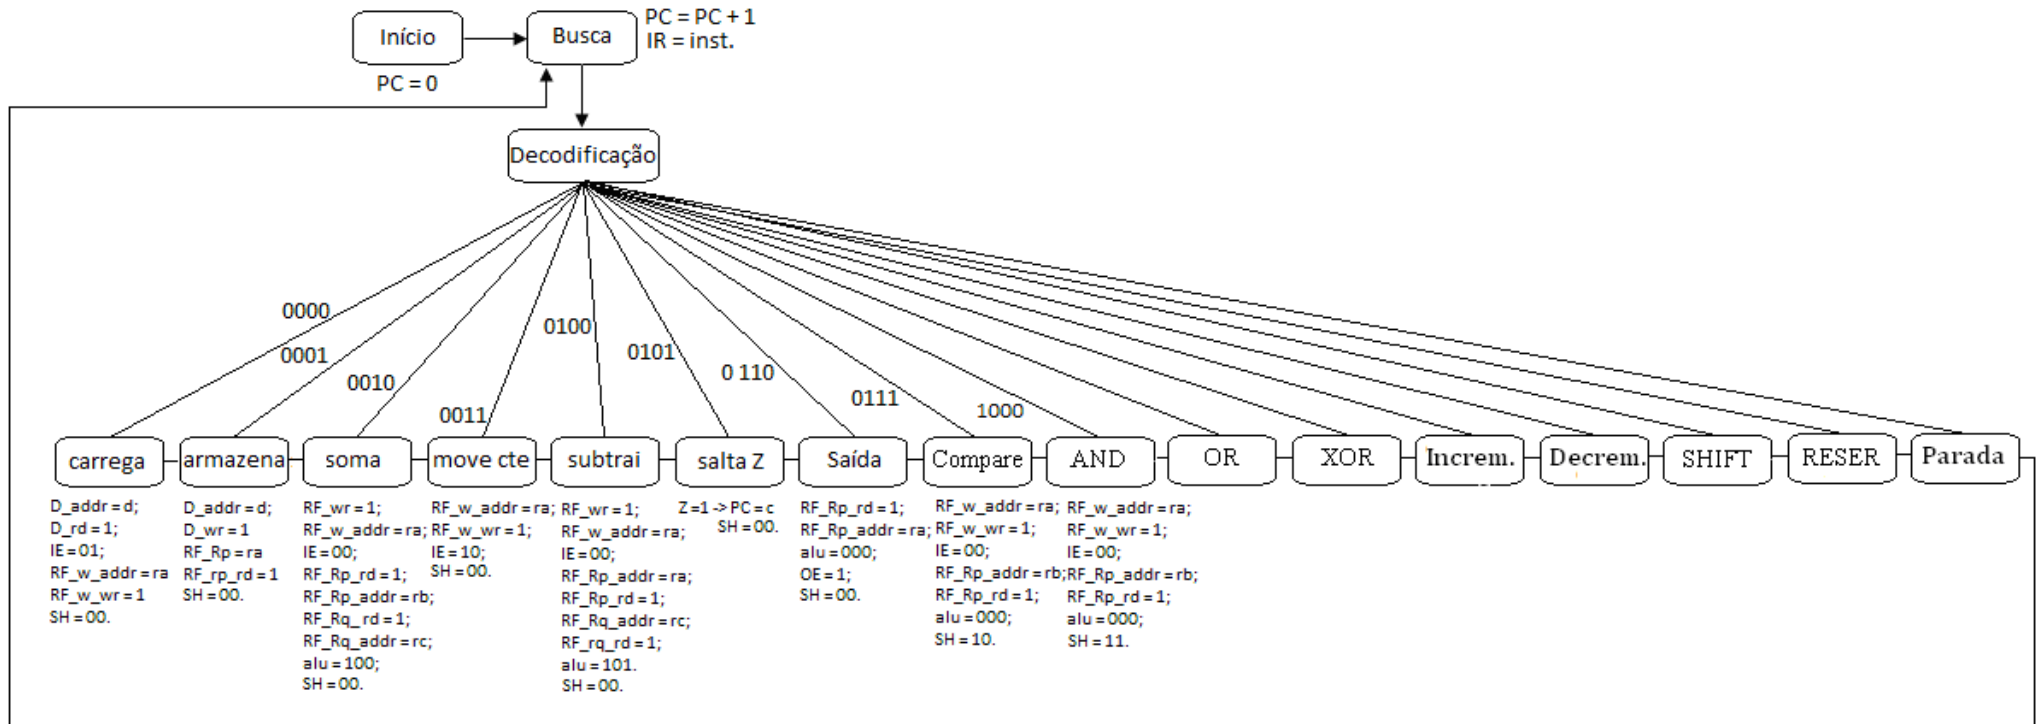 Início
Busca
PC = PC + 1
IR = inst.
PC = 0
Decodificação
0000
0001
0010
0011
0100
0101
0 110
0111
1000
carrega
armazena
soma
move cte
subtrai
salta Z
Saída
Compare
AND
OR
XOR
Increm.
Decrem.
SHIFT
RESER
Parada
D_addr = d;
D_rd = 1;
IE = 01;
RF_w_addr = ra
RF_w_wr = 1
SH = 00.
D_addr = d;
D_wr = 1
RF_Rp = ra
RF_rp_rd = 1
SH = 00.
RF_wr = 1;
RF_w_addr = ra;
IE = 00;
RF_Rp_rd = 1;
RF_Rp_addr = rb;
RF_Rq_rd = 1;
RF_Rq_addr = rc;
alu = 100;
SH = 00.
RF_w_addr = ra;
RF_w_wr = 1;
IE = 10;
SH = 00.
RF_wr = 1;
RF_w_addr = ra;
IE = 00;
RF_Rp_addr = ra;
RF_Rp_rd = 1;
RF_Rq_addr = rc;
RF_rq_rd = 1;
alu = 101.
SH = 00.
Z =1 -> PC = c
SH = 00.
RF_Rp_rd = 1;
RF_Rp_addr = ra;
alu = 000;
OE = 1;
SH = 00.
RF_w_addr = ra;
RF_w_wr = 1;
IE = 00;
RF_Rp_addr = rb;
RF_Rp_rd = 1;
alu = 000;
SH = 10.
RF_w_addr = ra;
RF_w_wr = 1;
IE = 00;
RF_Rp_addr = rb;
RF_Rp_rd = 1;
alu = 000;
SH = 11.